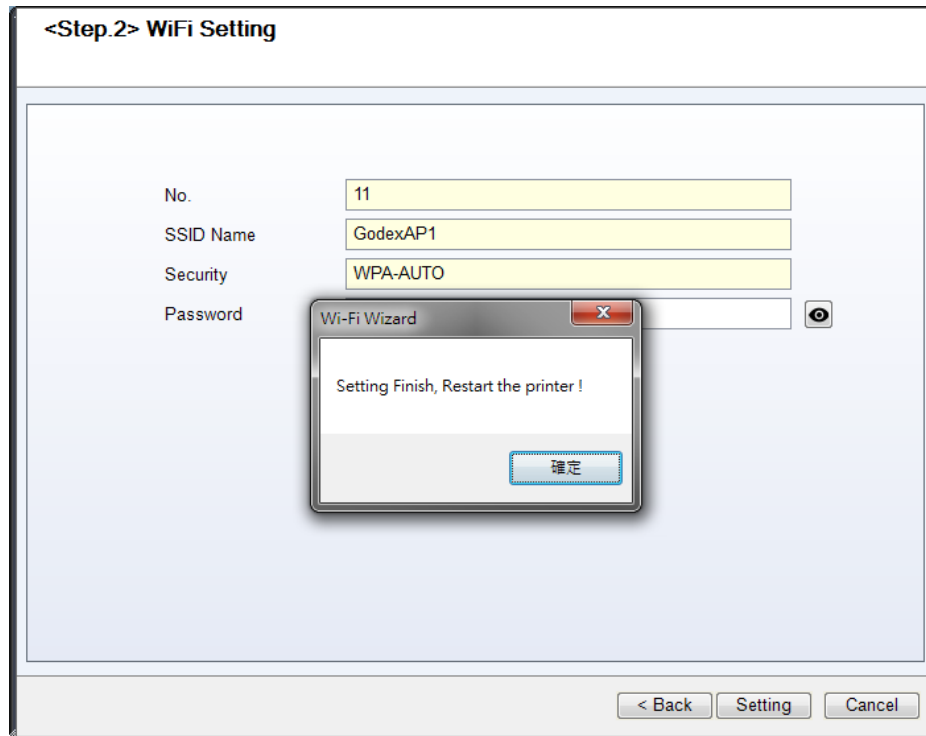 <Step.2> WiFi Setting
No. 11
SSID Name GodexAP1
Security WPA-AUTO
Password
Wi-Fi Wizard
Setting Finish, Restart the printer !
確定
< Back Setting Cancel